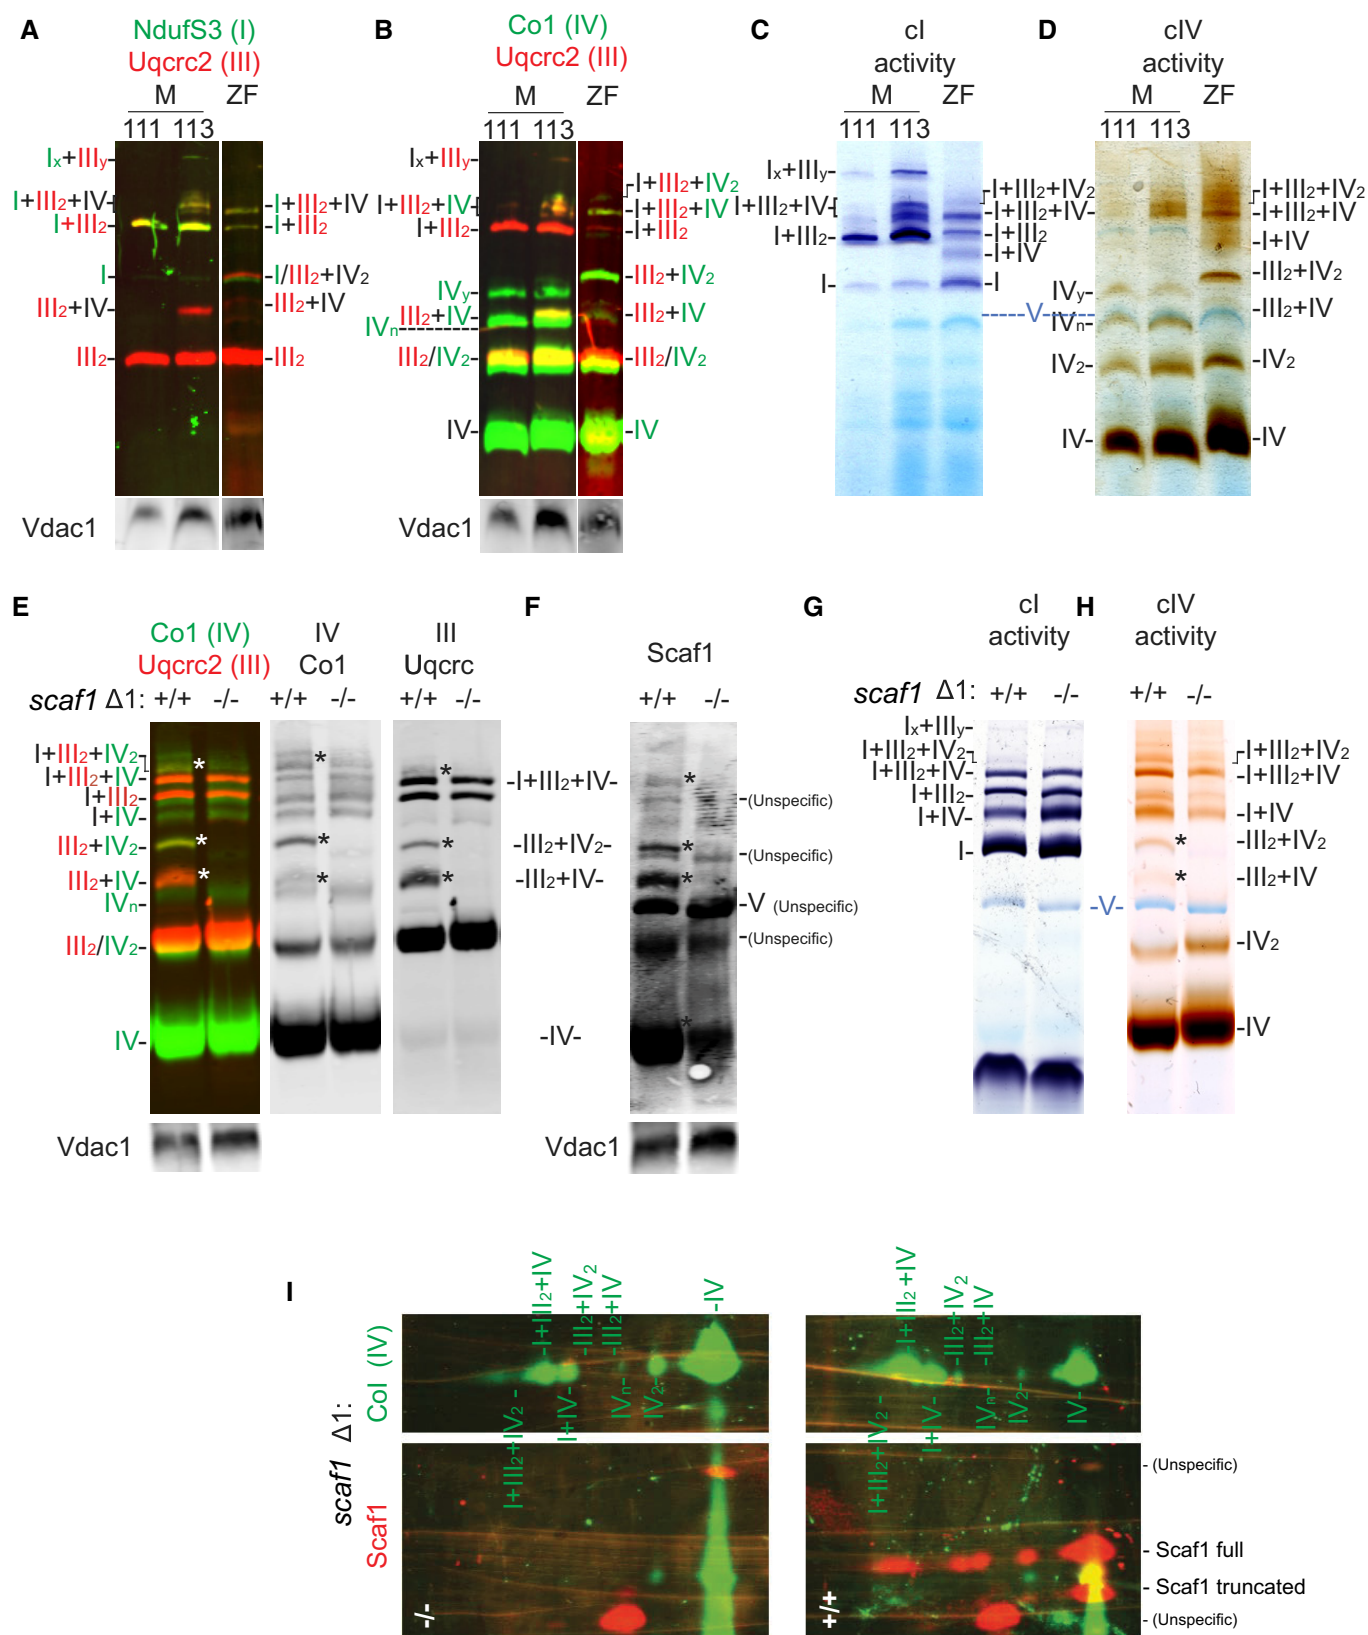 A
NdufS3 (I)
Uqcrc2 (III)
M ZF
111 113
Ix+IIIy-
I+III2+IV
I+III2-
I-
III2+IV-
III2-
-I+III2+IV
-I+III2
-I/III2+IV2
-III2+IV
-III2
Vdac1
B
Co1 (IV)
Uqcrc2 (III)
M ZF
111 113
Ix+IIIy-
I+III2+IV
I+III2-
IVy-
III2+IV-
IVn
III2/IV2-
IV-
I+III2+IV2
-I+III2+IV
-I+III2
-III2+IV2
-III2+IV
-III2/IV2
-IV
Vdac1
C
cI
activity
M ZF
111 113
Ix+IIIy-
I+III2+IV
I+III2-
I-
I+III2+IV2
-I+III2+IV-
-I+III2
-I+IV
-I
V
D
cIV
activity
M ZF
111 113
IVy-
IVn-
IV2-
IV-
I+III2+IV2
-I+III2+IV
-I+IV
-III2+IV2
-III2+IV
-IV2
-IV
E
Co1 (IV)
Uqcrc2 (III)
IV
Co1
III
Uqcrc
scaf1 Δ1: +/+ -/- +/+ -/- +/+ -/-
I+III2+IV2
I+III2+IV-
I+III2-
I+IV-
III2+IV2-
III2+IV-
IVn-
III2/IV2-
IV-
* * *
* * *
* * *
-I+III2+IV-
-III2+IV2-
-III2+IV-
-IV-
Vdac1
F
Scaf1
+/+ -/-
*
-(Unspecific)
*
-(Unspecific)
*
-V (Unspecific)
-(Unspecific)
*
Vdac1
G
cI
activity
scaf1 Δ1: +/+ -/-
Ix+IIIy-
I+III2+IV2
I+III2+IV-
I+III2-
I+IV-
I-
-V-
H
cIV
activity
+/+ -/-
I+III2+IV2
-I+III2+IV
-I+IV
* -III2+IV2
* -III2+IV
-IV2
-IV
I
scaf1 Δ1:
CoI (IV)
Scaf1
-I+III2+IV
-III2+IV2
-III2+IV
-IV
I+III2+IV2 -
I+IV-
IVn-
IV2-
-/-
-I+III2 +IV
-III2+IV2
-III2+IV
I+III2+IV2 -
I+IV-
IVn-
IV2-
IV-
+/+
- (Unspecific)
- Scaf1 full
- Scaf1 truncated
- (Unspecific)